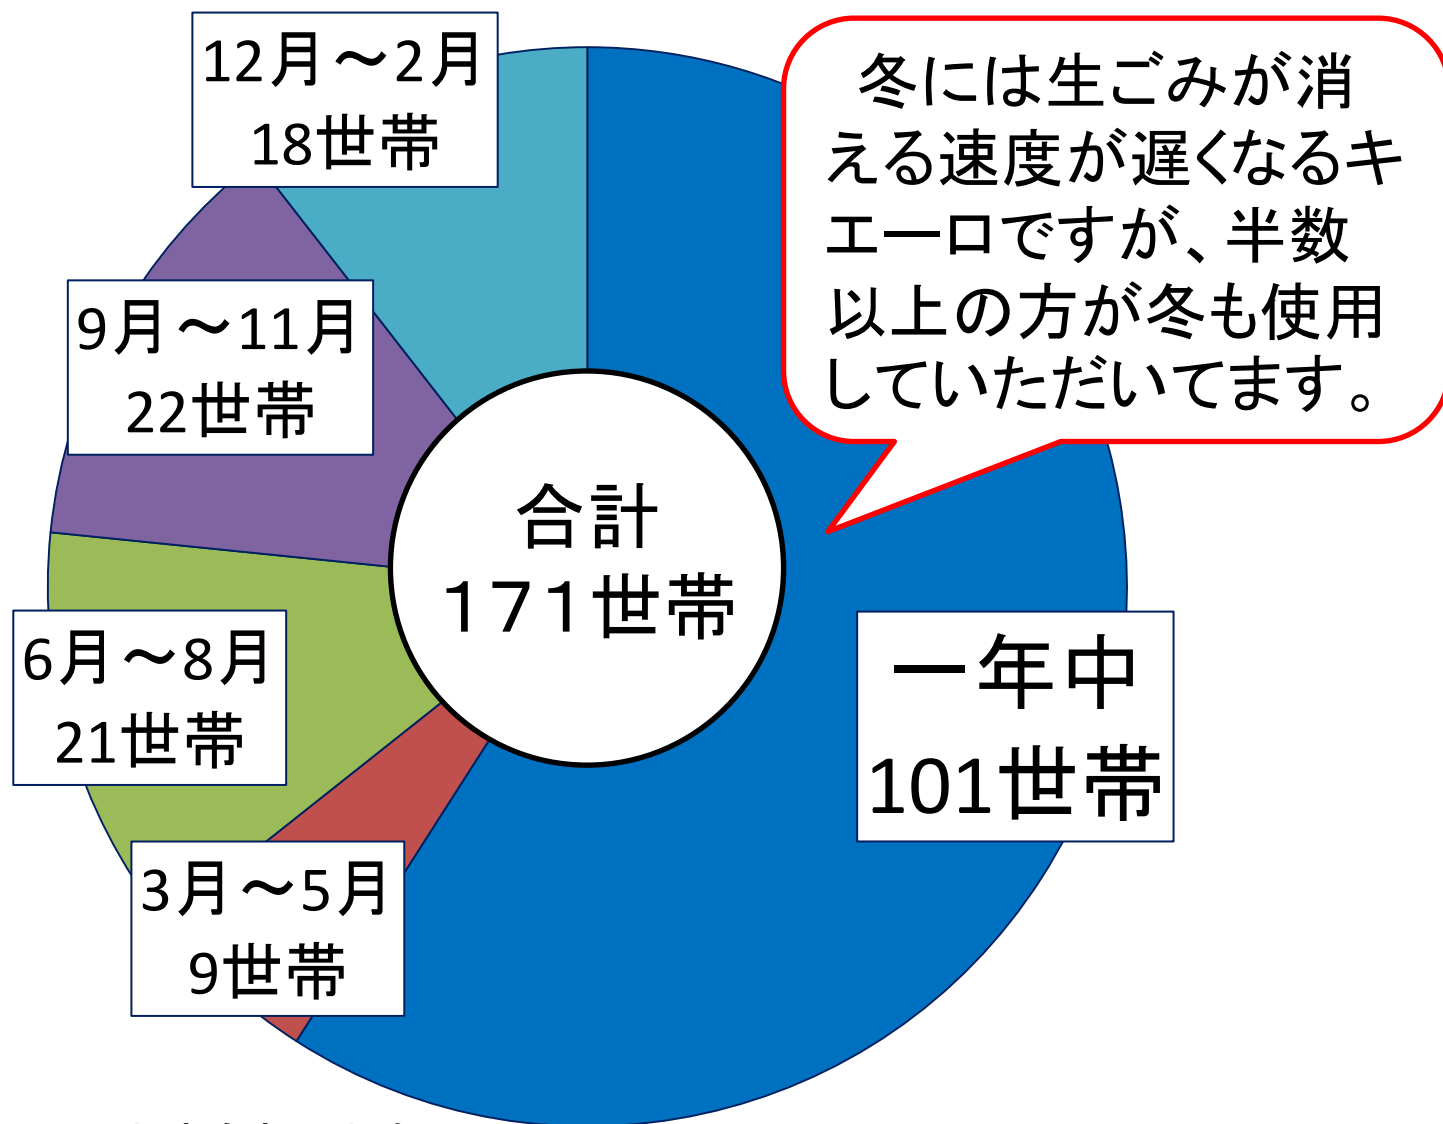 12月～2月
18世帯
冬には生ごみが消
える速度が遅くなるキ
エーロですが、半数
以上の方が冬も使用
していただいてます。
9月～11月
22世帯
合計
１７１世帯
6月～8月
21世帯
一年中
101世帯
3月～5月
9世帯